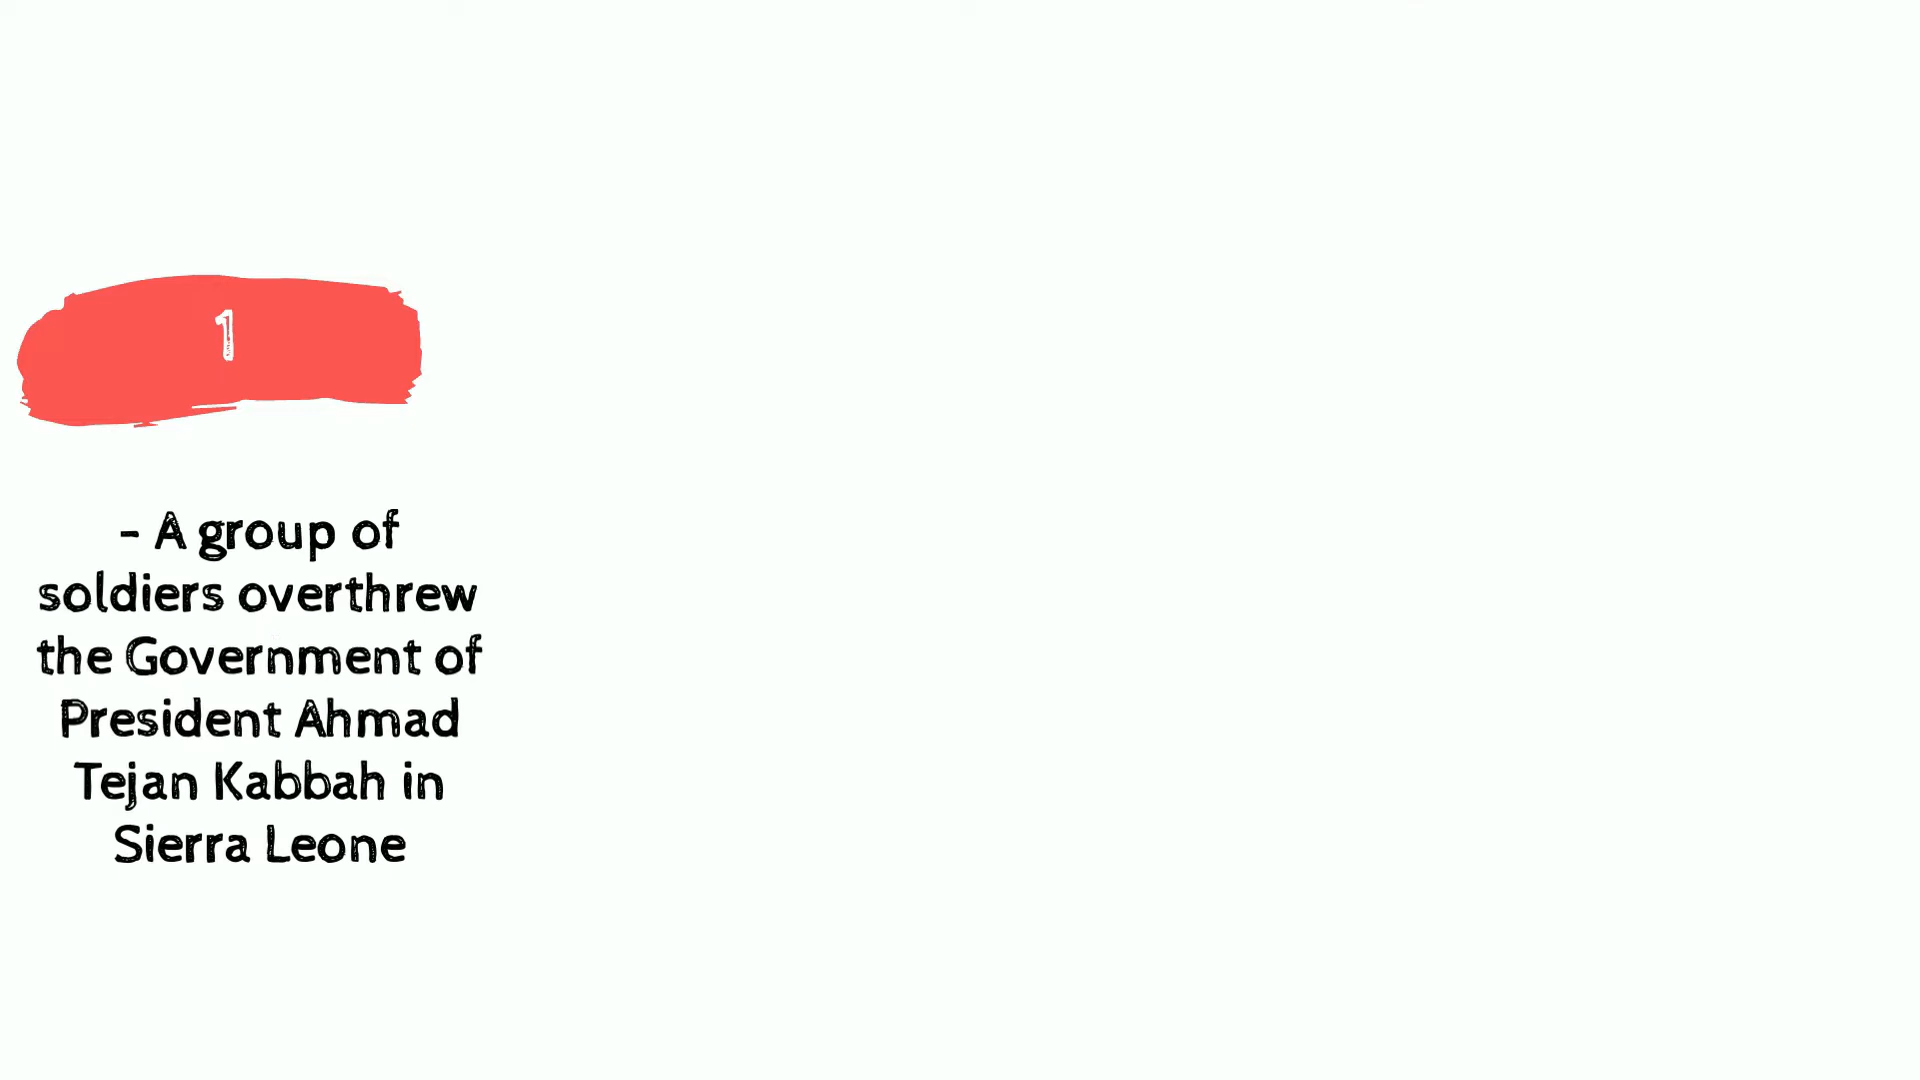 1
- A group of
soldiers overthrew
the Government of
President Ahmad
Tejan Kabbah in
Sierra Leone